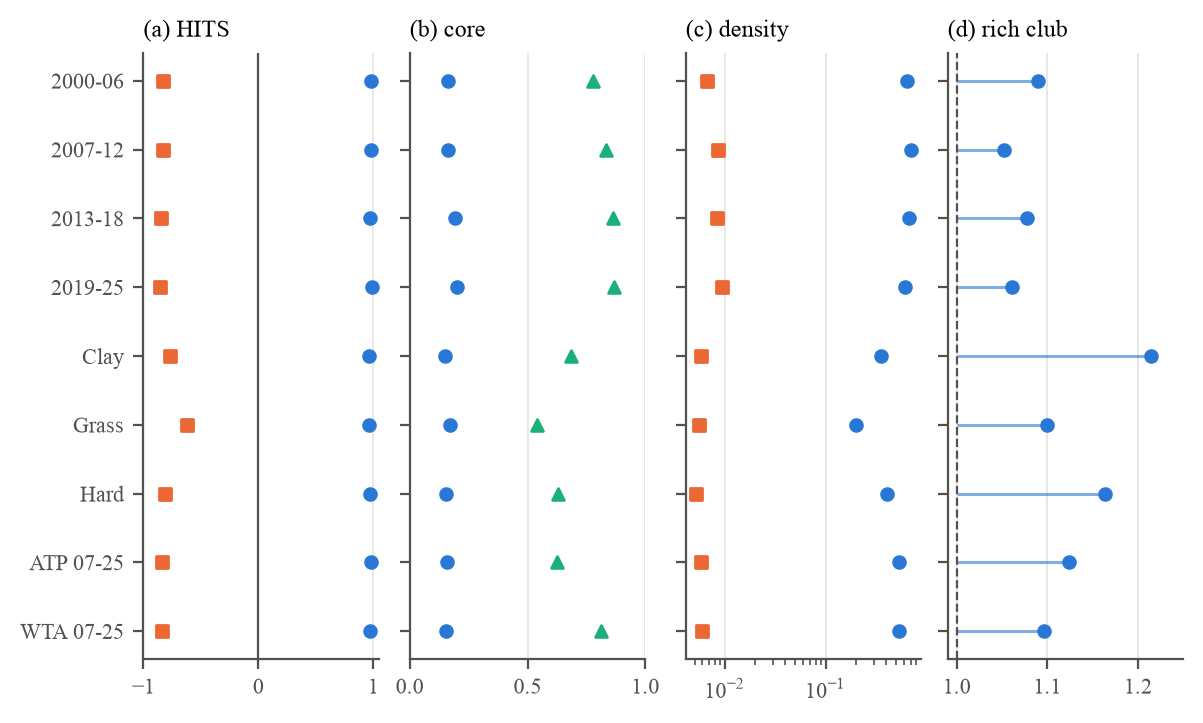 (a) HITS
(b) core
(c) density
(d) rich club
2000-06
2007-12
2013-18
2019-25
Clay
Grass
Hard
ATP 07-25
WTA 07-25
−1 0 1
0.0 0.5 1.0
10⁻² 10⁻¹
1.0 1.1 1.2